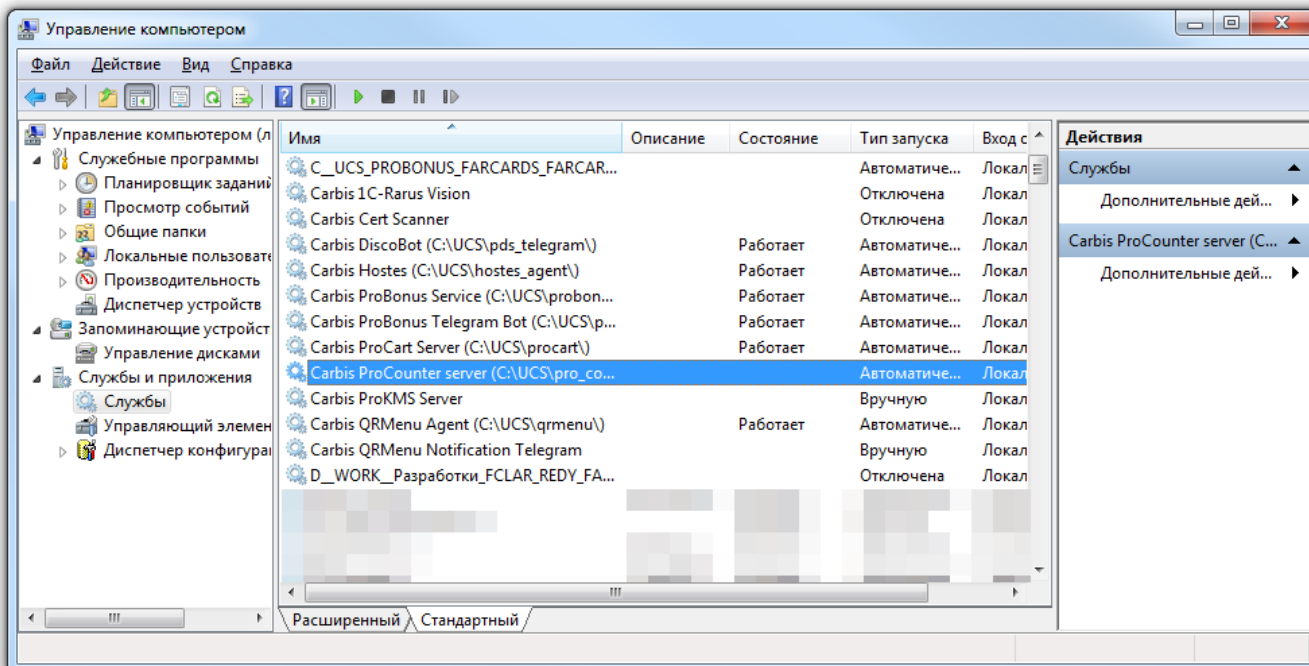 Управление компьютером
Файл Действие Вид Справка
Управление компьютером (л
Служебные программы
Планировщик заданий
Просмотр событий
Общие папки
Локальные пользовате
Производительность
Диспетчер устройств
Запоминающие устройст
Управление дисками
Службы и приложения
Службы
Управляющий элемен
Диспетчер конфигура
Имя Описание Состояние Тип запуска Вход с
C__UCS_PROBONUS_FARCARDS_FARCAR... Автоматиче... Локал
Carbis 1C-Rarus Vision Отключена Локал
Carbis Cert Scanner Отключена Локал
Carbis DiscoBot (C:\UCS\pds_telegram\) Работает Автоматиче... Локал
Carbis Hostes (C:\UCS\hostes_agent\) Работает Автоматиче... Локал
Carbis ProBonus Service (C:\UCS\probon... Работает Автоматиче... Локал
Carbis ProBonus Telegram Bot (C:\UCS\p... Работает Автоматиче... Локал
Carbis ProCart Server (C:\UCS\procart\) Работает Автоматиче... Локал
Carbis ProCounter server (C:\UCS\pro_co... Автоматиче... Локал
Carbis ProKMS Server Вручную Локал
Carbis QRMenu Agent (C:\UCS\qrmenu\) Работает Автоматиче... Локал
Carbis QRMenu Notification Telegram Вручную Локал
D__WORK__Разработки_FCLAR_REDY_FA... Отключена Локал
Расширенный Стандартный
Действия
Службы
Дополнительные дей...
Carbis ProCounter server (C...
Дополнительные дей...